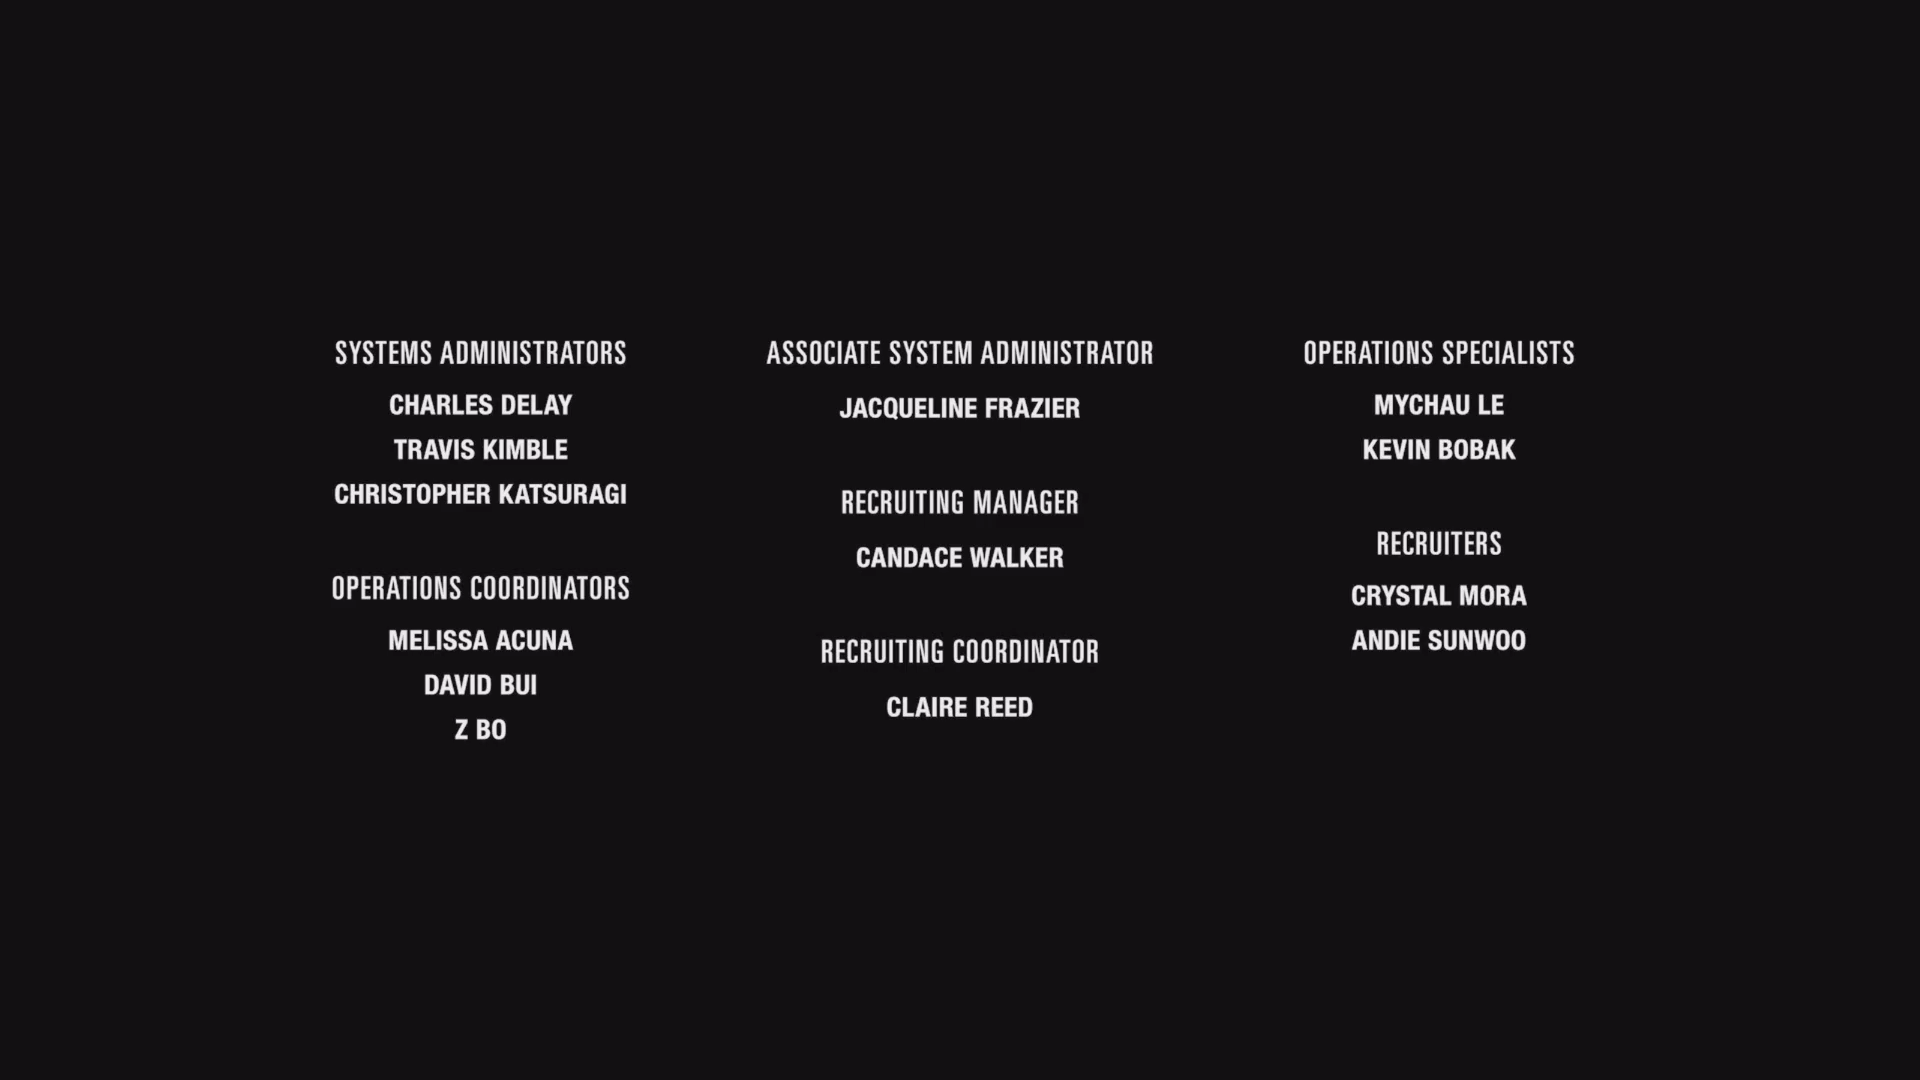 SYSTEMS ADMINISTRATORS
CHARLES DELAY
TRAVIS KIMBLE
CHRISTOPHER KATSURAGI
OPERATIONS COORDINATORS
MELISSA ACUNA
DAVID BUI
Z BO
ASSOCIATE SYSTEM ADMINISTRATOR
JACQUELINE FRAZIER
RECRUITING MANAGER
CANDACE WALKER
RECRUITING COORDINATOR
CLAIRE REED
OPERATIONS SPECIALISTS
MYCHAU LE
KEVIN BOBAK
RECRUITERS
CRYSTAL MORA
ANDIE SUNWOO